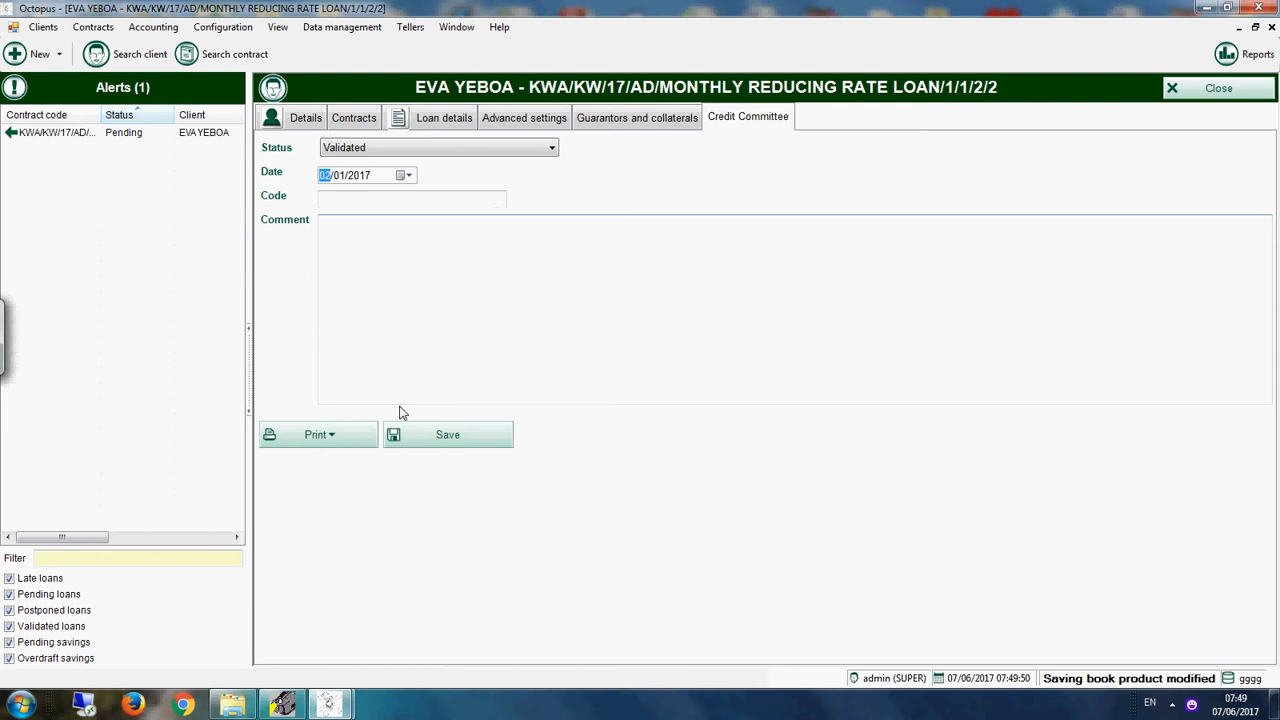 Octopus - [EVA YEBOA - KWA/KW/17/AD/MONTHLY REDUCING RATE LOAN/1/1/2/2]
Clients Contracts Accounting Configuration View Data management Tellers Window Help
New Search client Search contract Reports
Alerts (1)
EVA YEBOA - KWA/KW/17/AD/MONTHLY REDUCING RATE LOAN/1/1/2/2
Close
Contract code Status Client
KWA/KW/17/AD/... Pending EVA YEBOA
Details Contracts Loan details Advanced settings Guarantors and collaterals Credit Committee
Status Validated
Date 02/01/2017
Code
Comment
Print Save
Filter
Late loans
Pending loans
Postponed loans
Validated loans
Pending savings
Overdraft savings
admin (SUPER) 07/06/2017 07:49:50 Saving book product modified gggg
EN 07:49
07/06/2017